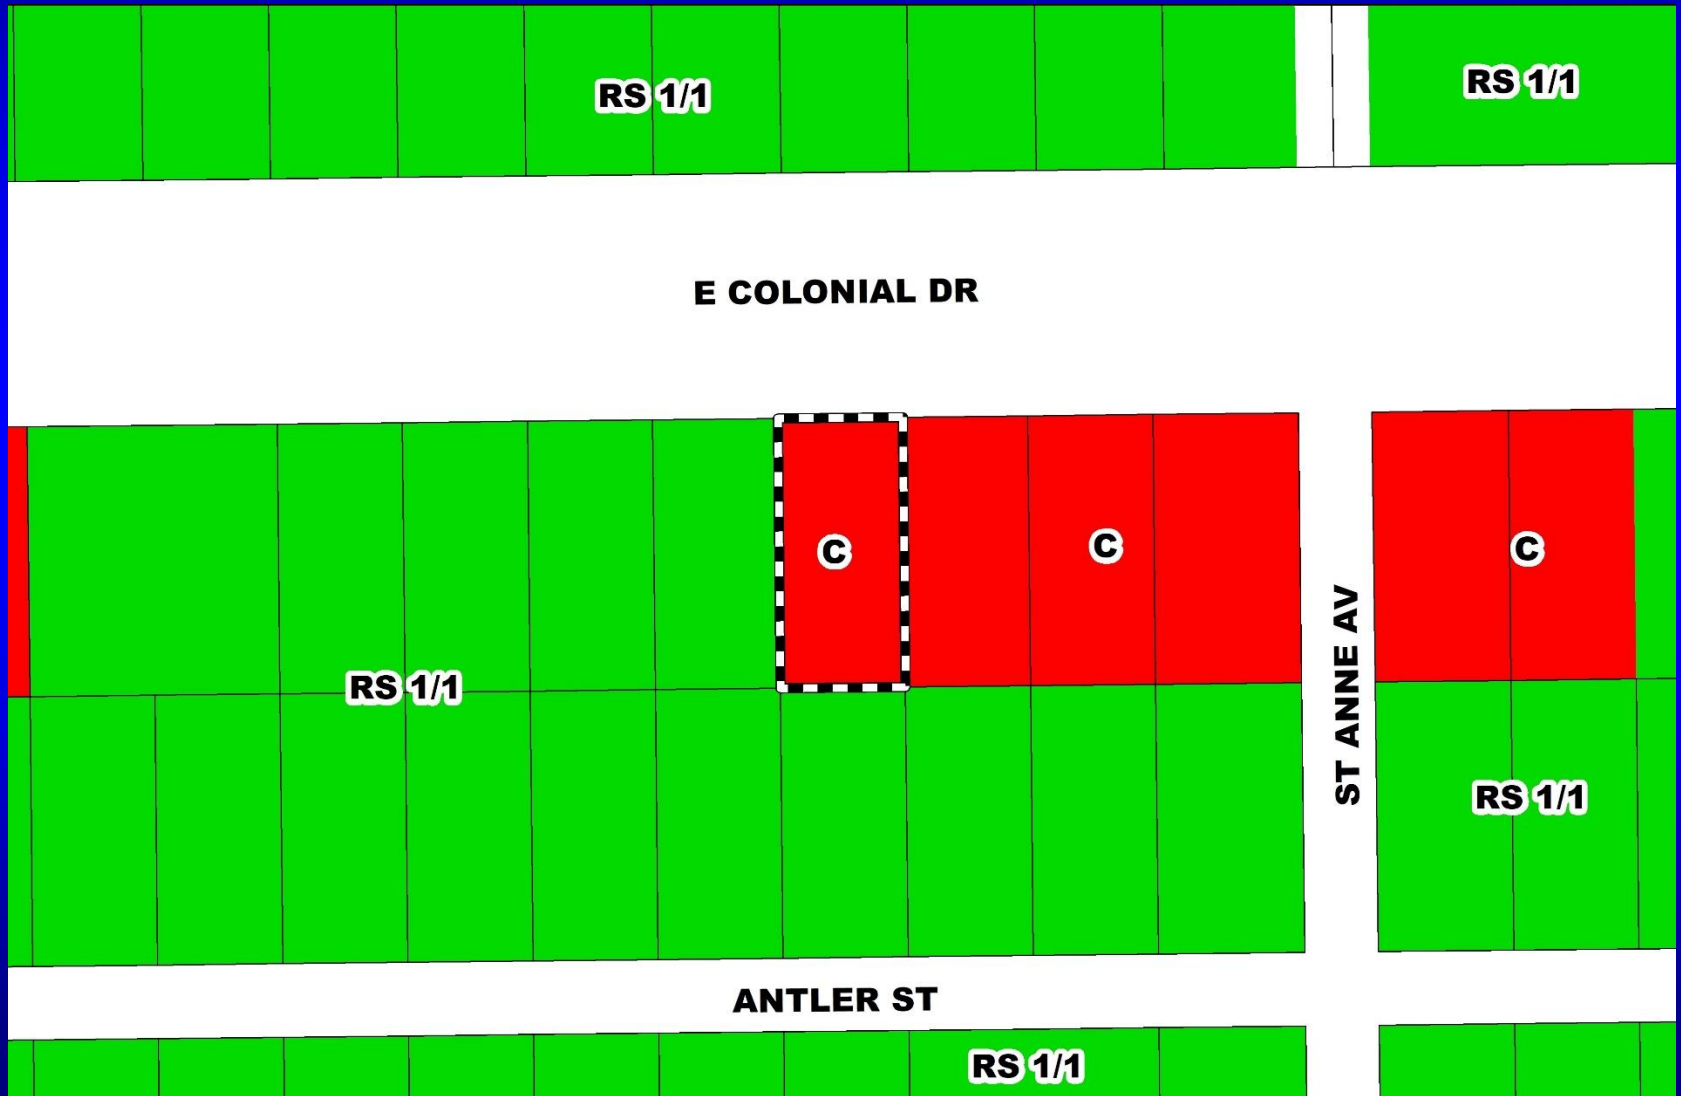 RS 1/1
RS 1/1
E COLONIAL DR
C
C
C
RS 1/1
ST ANNE AV
RS 1/1
ANTLER ST
RS 1/1